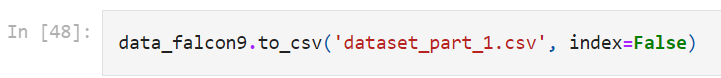 In [48]: data_falcon9.to_csv('dataset_part_1.csv', index=False)